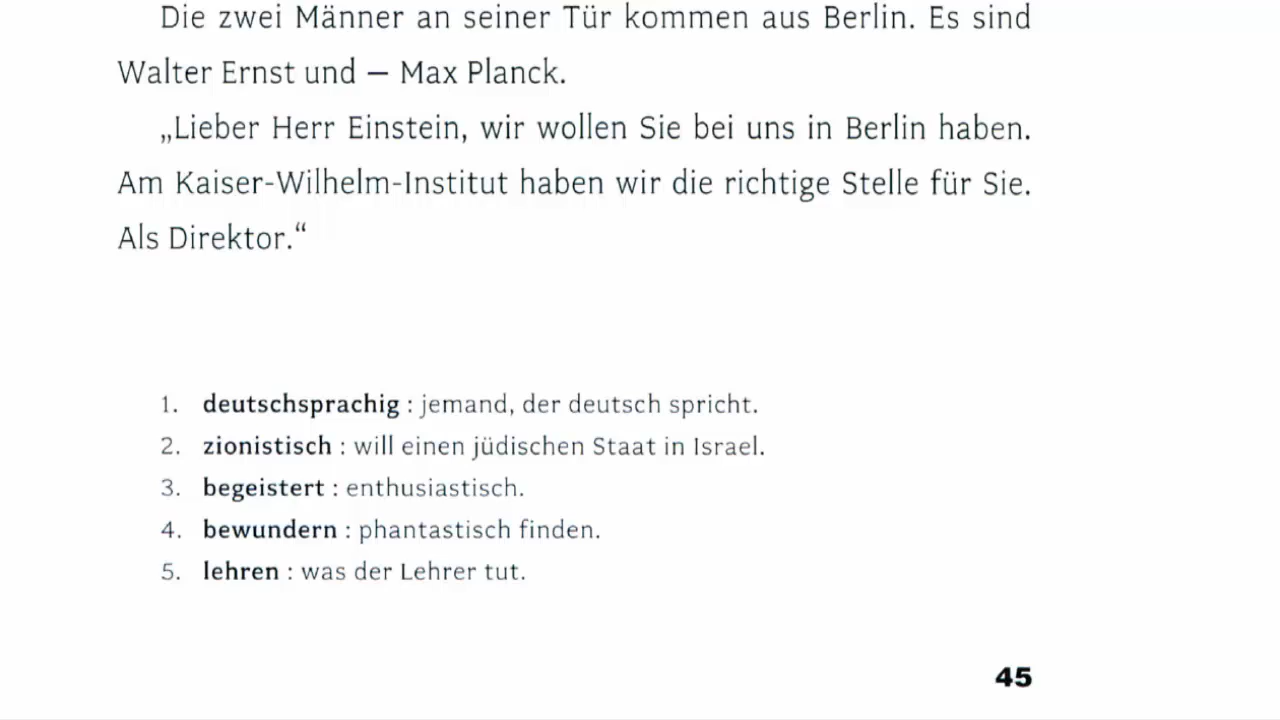 Die zwei Männer an seiner Tür kommen aus Berlin. Es sind
Walter Ernst und – Max Planck.
„Lieber Herr Einstein, wir wollen Sie bei uns in Berlin haben.
Am Kaiser-Wilhelm-Institut haben wir die richtige Stelle für Sie.
Als Direktor.“
1. deutschsprachig : jemand, der deutsch spricht.
2. zionistisch : will einen jüdischen Staat in Israel.
3. begeistert : enthusiastisch.
4. bewundern : phantastisch finden.
5. lehren : was der Lehrer tut.
45